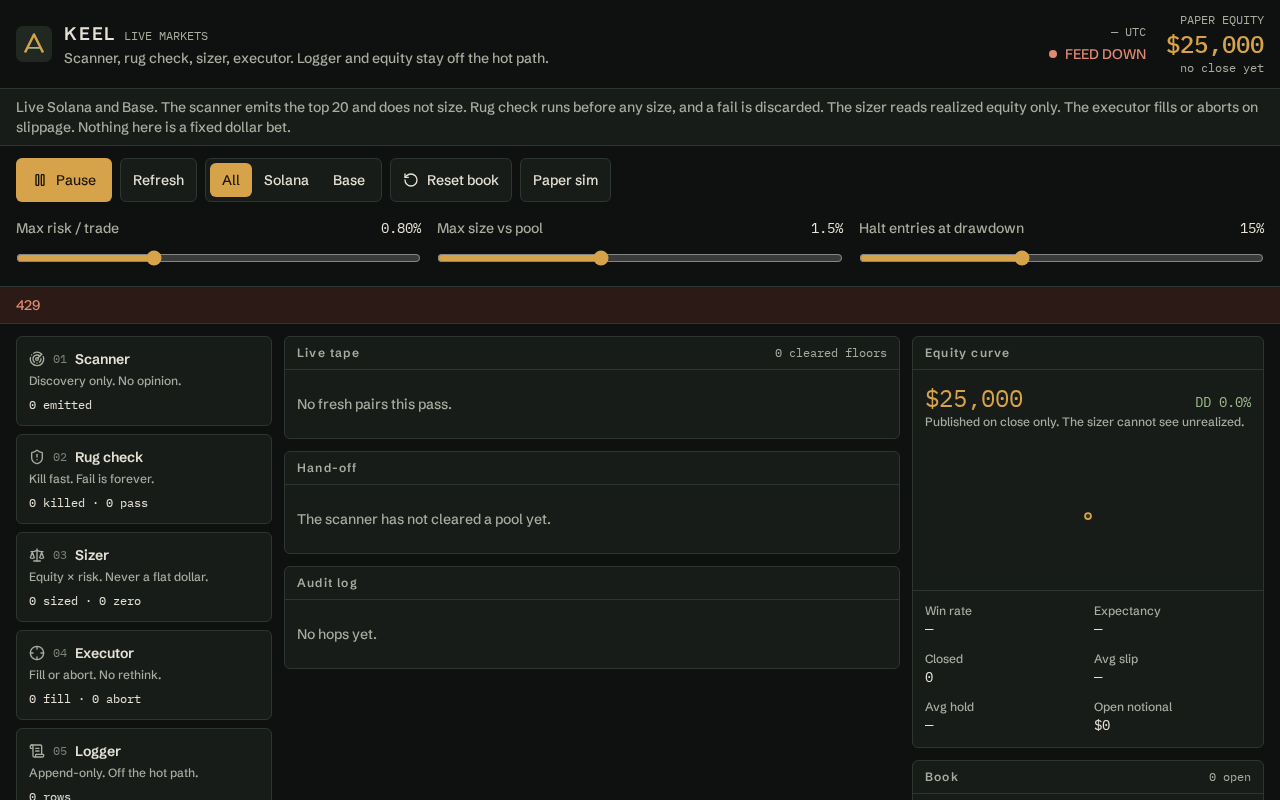 KEEL LIVE MARKETS
Scanner, rug check, sizer, executor. Logger and equity stay off the hot path.
— UTC
FEED DOWN
PAPER EQUITY
$25,000
no close yet
Live Solana and Base. The scanner emits the top 20 and does not size. Rug check runs before any size, and a fail is discarded. The sizer reads realized equity only. The executor fills or aborts on
slippage. Nothing here is a fixed dollar bet.
Pause Refresh All Solana Base Reset book Paper sim
Max risk / trade 0.80% Max size vs pool 1.5% Halt entries at drawdown 15%
429
01 Scanner
Discovery only. No opinion.
0 emitted
02 Rug check
Kill fast. Fail is forever.
0 killed · 0 pass
03 Sizer
Equity × risk. Never a flat dollar.
0 sized · 0 zero
04 Executor
Fill or abort. No rethink.
0 fill · 0 abort
05 Logger
Append-only. Off the hot path.
0 rows
Live tape 0 cleared floors
No fresh pairs this pass.
Hand-off
The scanner has not cleared a pool yet.
Audit log
No hops yet.
Equity curve
$25,000 DD 0.0%
Published on close only. The sizer cannot see unrealized.
Win rate Expectancy
— —
Closed Avg slip
0 —
Avg hold Open notional
— $0
Book 0 open